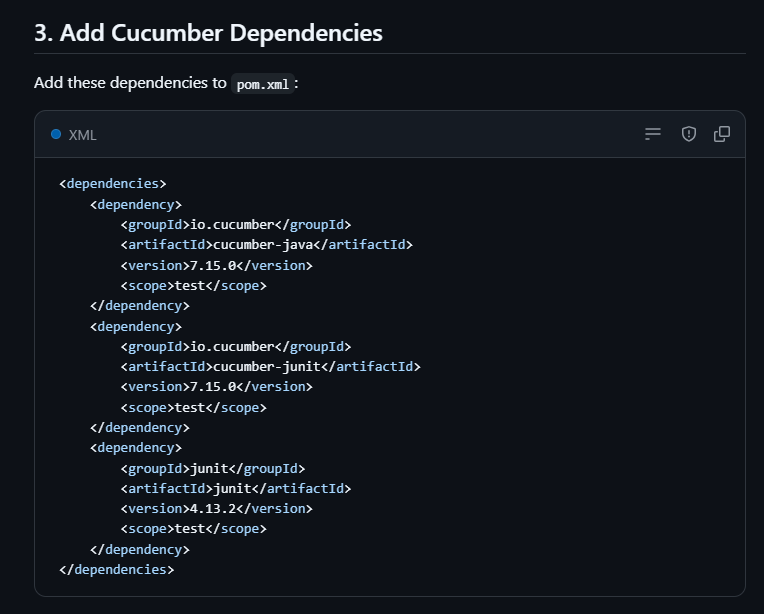 3. Add Cucumber Dependencies
Add these dependencies to pom.xml:
XML
<dependencies>
    <dependency>
        <groupId>io.cucumber</groupId>
        <artifactId>cucumber-java</artifactId>
        <version>7.15.0</version>
        <scope>test</scope>
    </dependency>
    <dependency>
        <groupId>io.cucumber</groupId>
        <artifactId>cucumber-junit</artifactId>
        <version>7.15.0</version>
        <scope>test</scope>
    </dependency>
    <dependency>
        <groupId>junit</groupId>
        <artifactId>junit</artifactId>
        <version>4.13.2</version>
        <scope>test</scope>
    </dependency>
</dependencies>